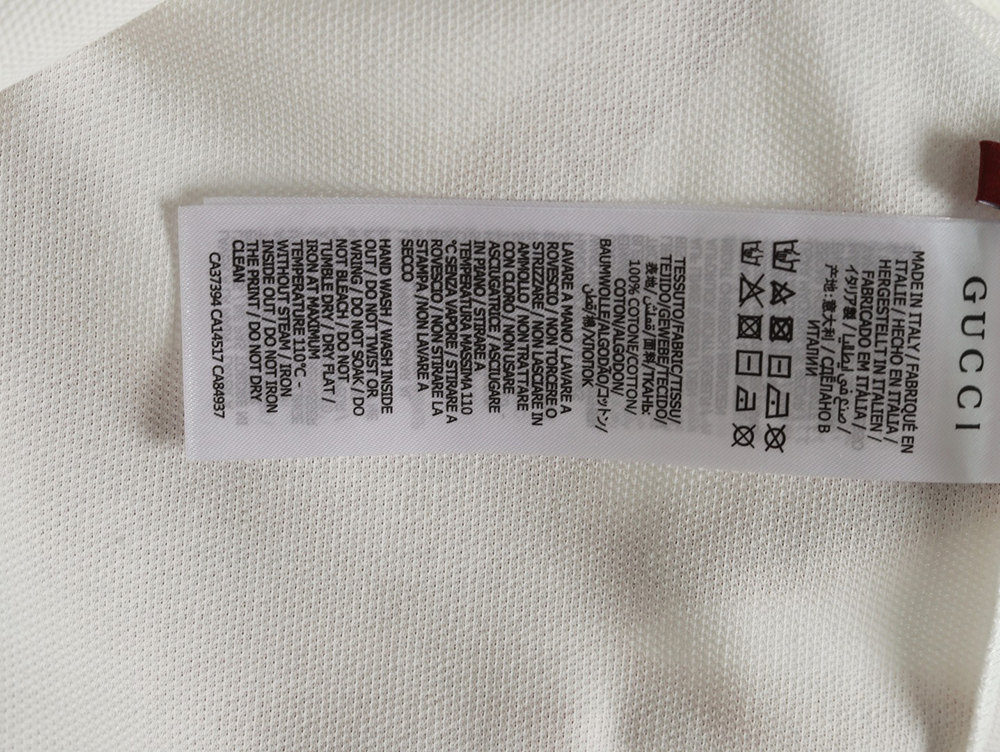 GUCCI
MADE IN ITALY / FABRIQUÉ EN
ITALIE / HECHO EN ITALIA /
HERGESTELLT IN ITALIEN /
FABRICADO EM ITÁLIA /
イタリア製 / صنع في إيطاليا /
产地:意大利 / СДЕЛАНО В
ИТАЛИИ
TESSUTO/FABRIC/TISSU/
TEJIDO/GEWEBE/TECIDO/
表地/قماش/面料/ТКАНЬ:
100% COTONE/COTTON/
COTON/ALGODON/
BAUMWOLLE/ALGODÃO/コットン/
قطن/棉/ХЛОПОК
LAVARE A MANO / LAVARE A
ROVESCIO / NON TORCERE O
STRIZZARE / NON LASCIARE IN
AMMOLLO / NON TRATTARE
CON CLORO / NON USARE
ASCIUGATRICE / ASCIUGARE
IN PIANO / STIRARE A
TEMPERATURA MASSIMA 110
°C SENZA VAPORE / STIRARE A
ROVESCIO / NON STIRARE LA
STAMPA / NON LAVARE A
SECCO
HAND WASH / WASH INSIDE
OUT / DO NOT TWIST OR
WRING / DO NOT SOAK / DO
NOT BLEACH / DO NOT
TUMBLE DRY / DRY FLAT /
IRON AT MAXIMUM
TEMPERATURE 110°C -
WITHOUT STEAM / IRON
INSIDE OUT / DO NOT IRON
THE PRINT / DO NOT DRY
CLEAN
CA37394 CA14517 CA84937